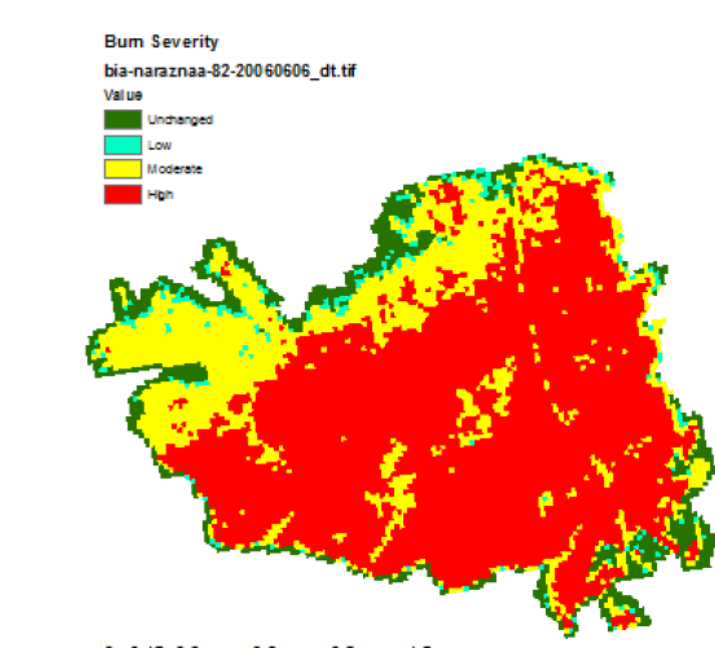 Burn Severity
bia-naraznaa-82-20060606_dt.tif
Value
Unchanged
Low
Moderate
High